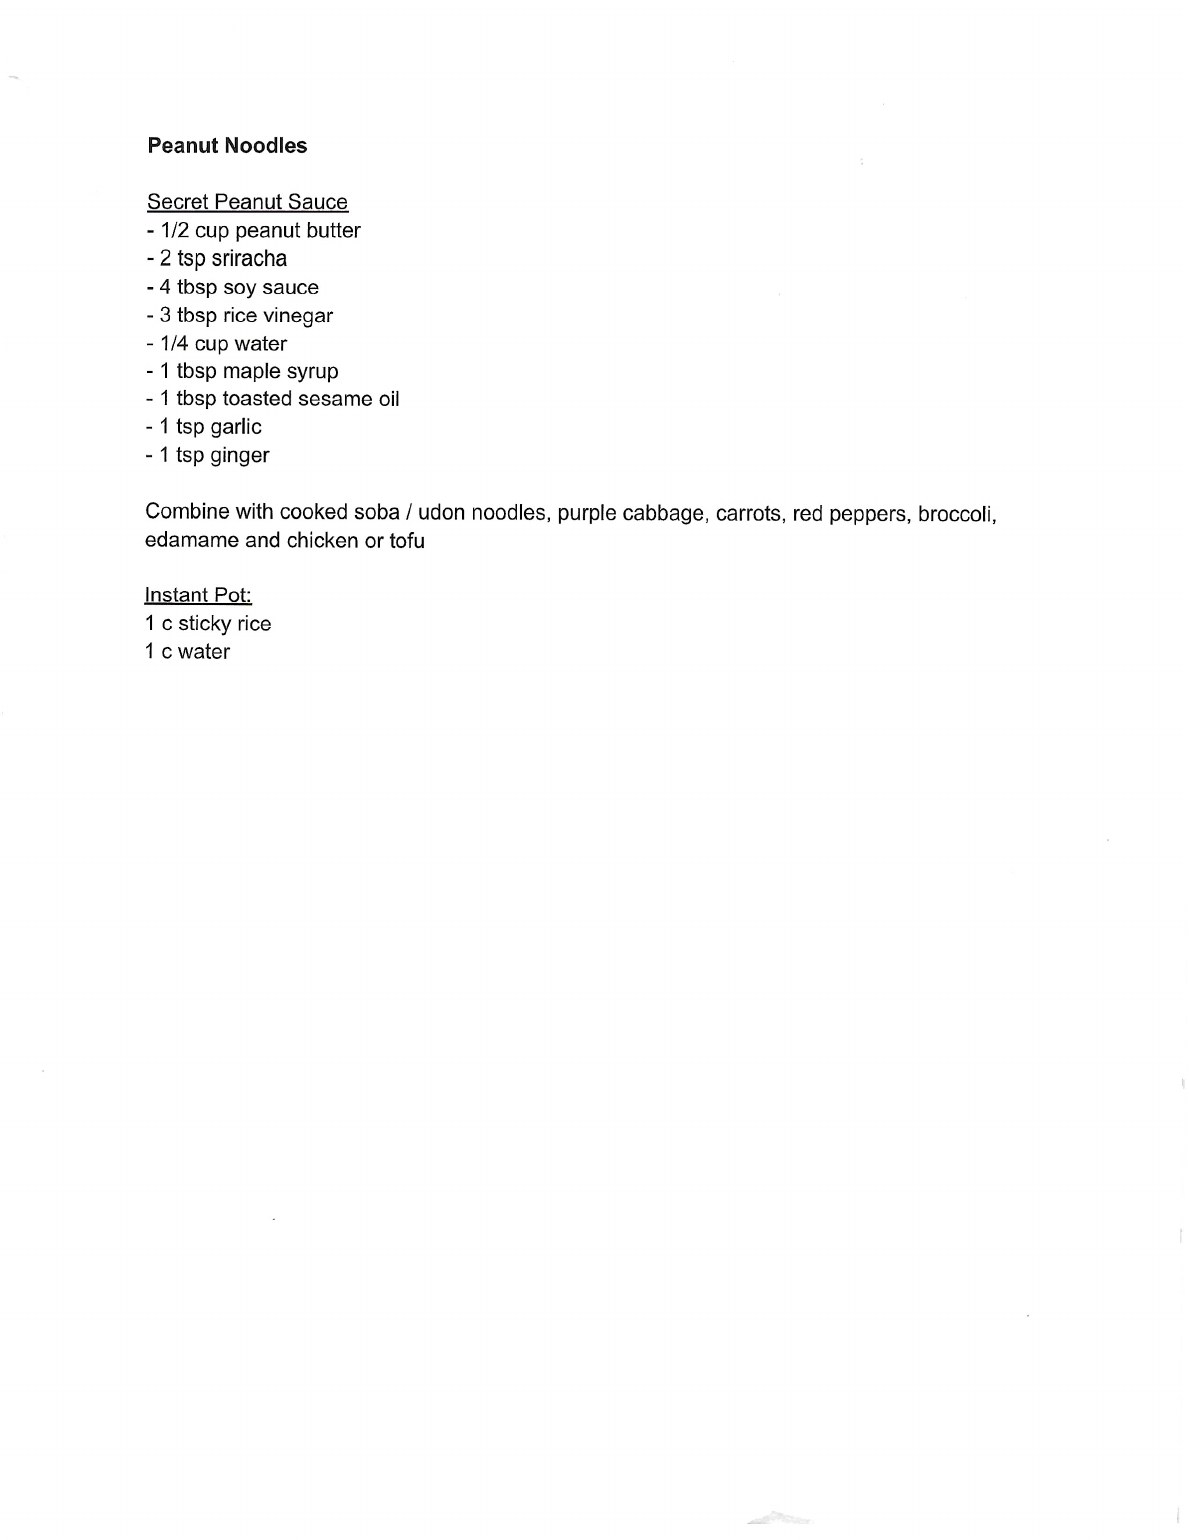 Peanut Noodles
Secret Peanut Sauce
- 1/2 cup peanut butter
- 2 tsp sriracha
- 4 tbsp soy sauce
- 3 tbsp rice vinegar
- 1/4 cup water
- 1 tbsp maple syrup
- 1 tbsp toasted sesame oil
- 1 tsp garlic
- 1 tsp ginger
Combine with cooked soba / udon noodles, purple cabbage, carrots, red peppers, broccoli,
edamame and chicken or tofu
Instant Pot:
1 c sticky rice
1 c water